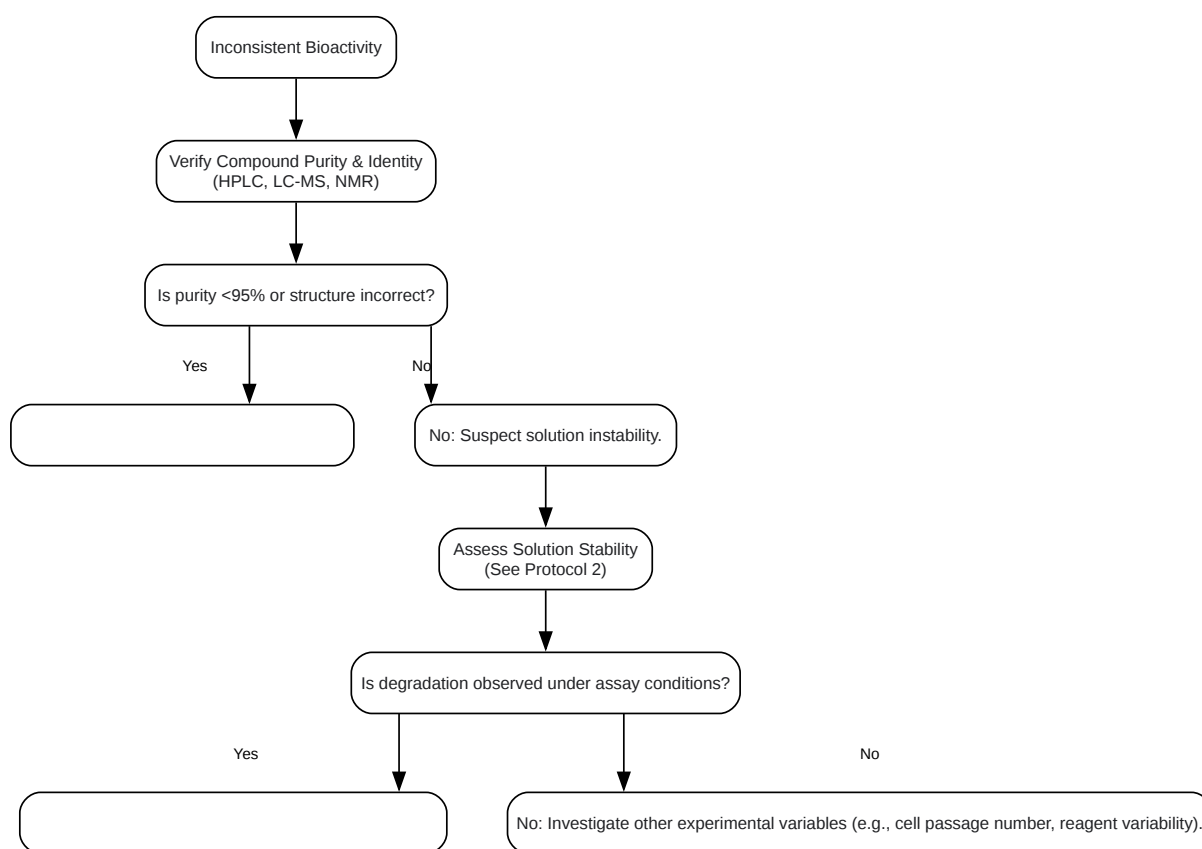 Inconsistent Bioactivity
Verify Compound Purity & Identity
(HPLC, LC-MS, NMR)
Is purity <95% or structure incorrect?
Yes
No
No: Suspect solution instability.
Assess Solution Stability
(See Protocol 2)
Is degradation observed under assay conditions?
Yes
No
No: Investigate other experimental variables (e.g., cell passage number, reagent variability).